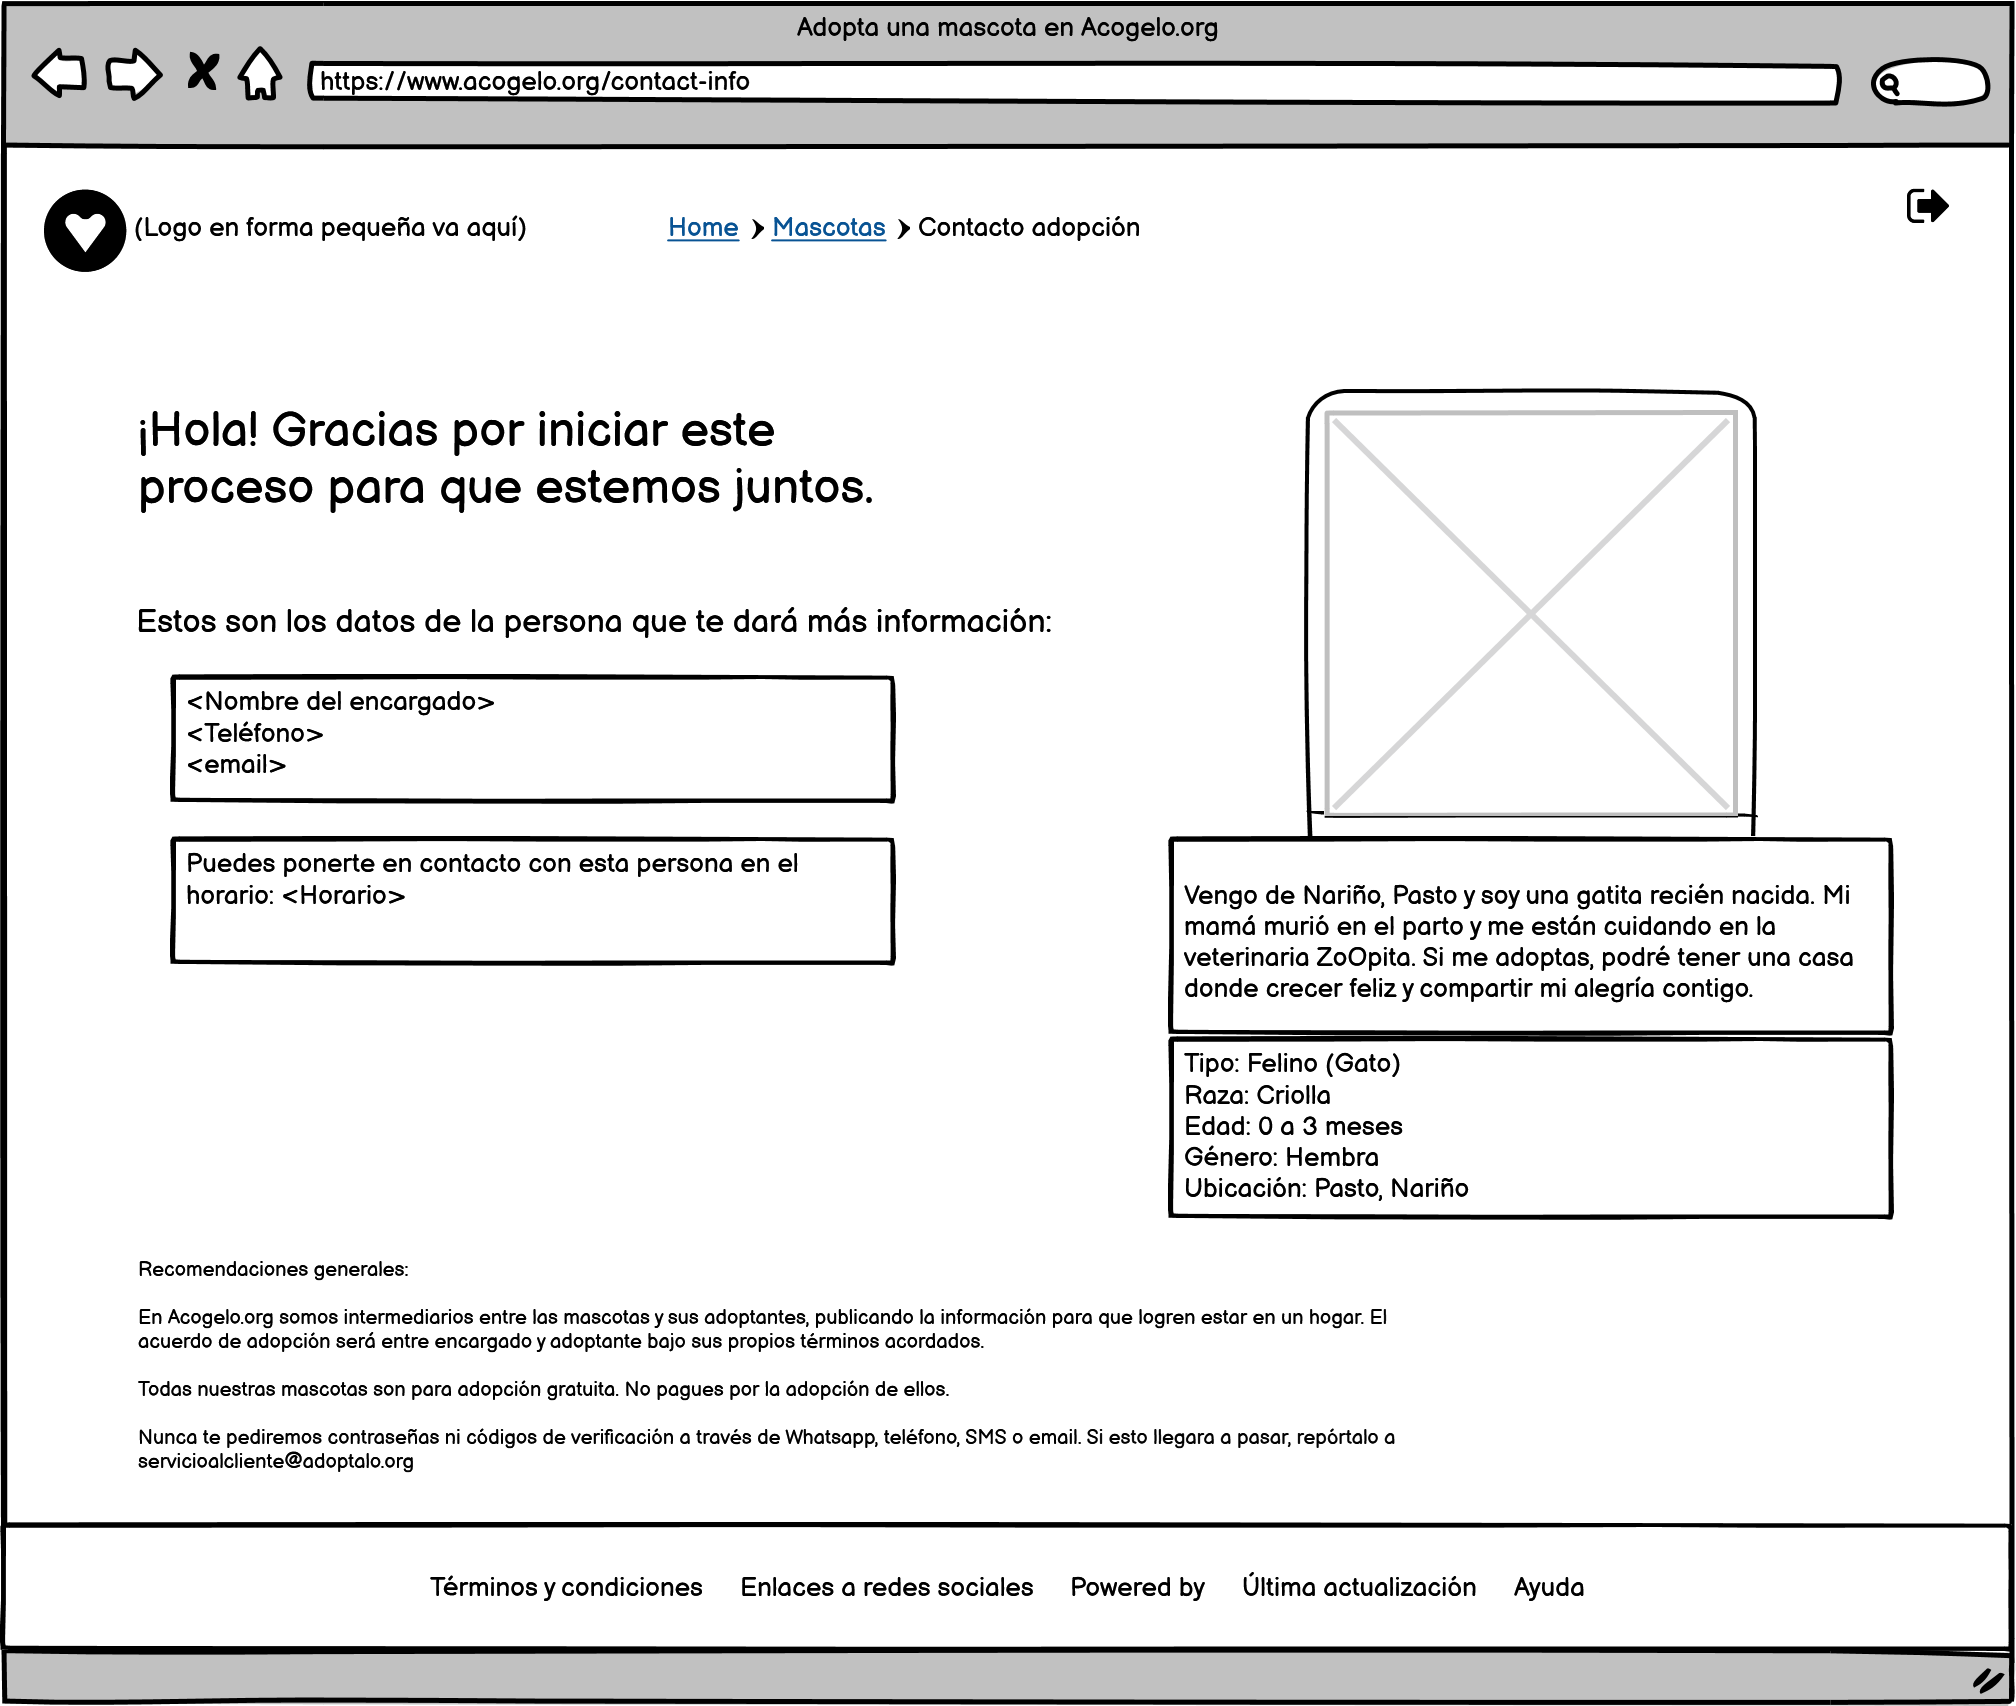 Adopta una mascota en Acogelo.org
https://www.acogelo.org/contact-info
(Logo en forma pequeña va aquí)
Home > Mascotas > Contacto adopción
¡Hola! Gracias por iniciar este
proceso para que estemos juntos.
Estos son los datos de la persona que te dará más información:
<Nombre del encargado>
<Teléfono>
<email>
Puedes ponerte en contacto con esta persona en el
horario: <Horario>
Vengo de Nariño, Pasto y soy una gatita recién nacida. Mi
mamá murió en el parto y me están cuidando en la
veterinaria ZoOpita. Si me adoptas, podré tener una casa
donde crecer feliz y compartir mi alegría contigo.
Tipo: Felino (Gato)
Raza: Criolla
Edad: 0 a 3 meses
Género: Hembra
Ubicación: Pasto, Nariño
Recomendaciones generales:
En Acogelo.org somos intermediarios entre las mascotas y sus adoptantes, publicando la información para que logren estar en un hogar. El
acuerdo de adopción será entre encargado y adoptante bajo sus propios términos acordados.
Todas nuestras mascotas son para adopción gratuita. No pagues por la adopción de ellos.
Nunca te pediremos contraseñas ni códigos de verificación a través de Whatsapp, teléfono, SMS o email. Si esto llegara a pasar, repórtalo a
servicioalcliente@adoptalo.org
Términos y condiciones Enlaces a redes sociales Powered by Última actualización Ayuda